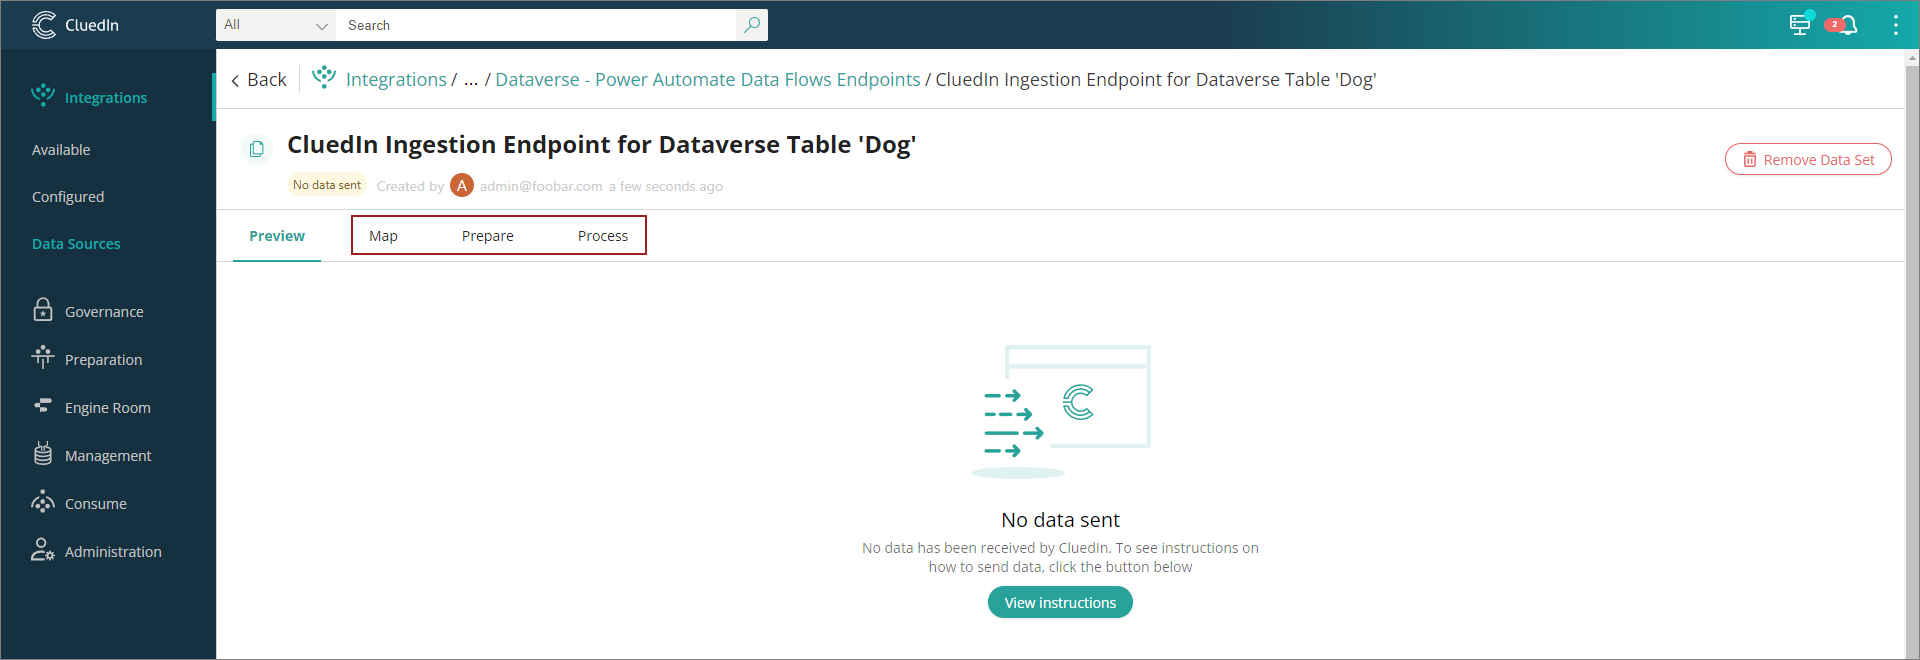 CluedIn
All
Search
2
Back
Integrations / ... / Dataverse - Power Automate Data Flows Endpoints / CluedIn Ingestion Endpoint for Dataverse Table 'Dog'
Integrations
Available
Configured
Data Sources
Governance
Preparation
Engine Room
Management
Consume
Administration
CluedIn Ingestion Endpoint for Dataverse Table 'Dog'
No data sent Created by A admin@foobar.com a few seconds ago
Remove Data Set
Preview Map Prepare Process
No data sent
No data has been received by CluedIn. To see instructions on
how to send data, click the button below
View instructions